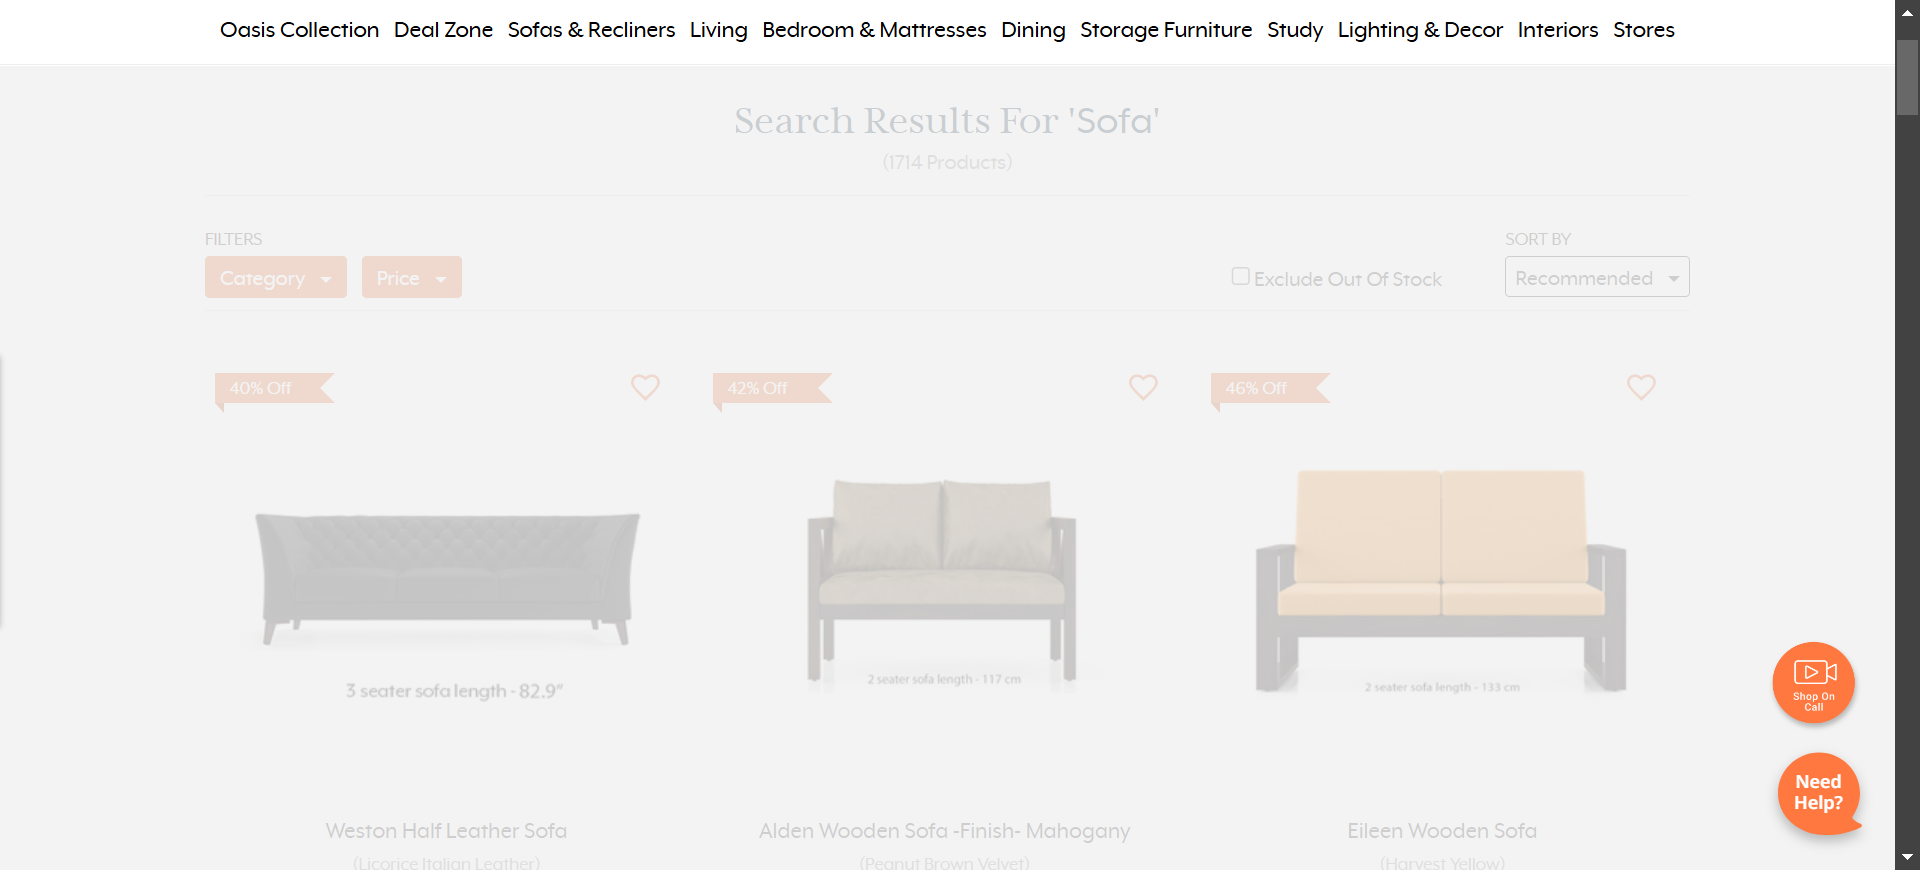 Oasis Collection Deal Zone Sofas & Recliners Living Bedroom & Mattresses Dining Storage Furniture Study Lighting & Decor Interiors Stores
Search Results For 'Sofa'
(1714 Products)
FILTERS
SORT BY
Category Price
Exclude Out Of Stock
Recommended
40% Off
42% Off
46% Off
3 seater sofa length - 82.9"
2 seater sofa length - 117 cm
2 seater sofa length - 133 cm
Shop On
Call
Need
Help?
Weston Half Leather Sofa
Alden Wooden Sofa -Finish- Mahogany
Eileen Wooden Sofa
(Licorice Italian Leather)
(Peanut Brown Velvet)
(Harvest Yellow)